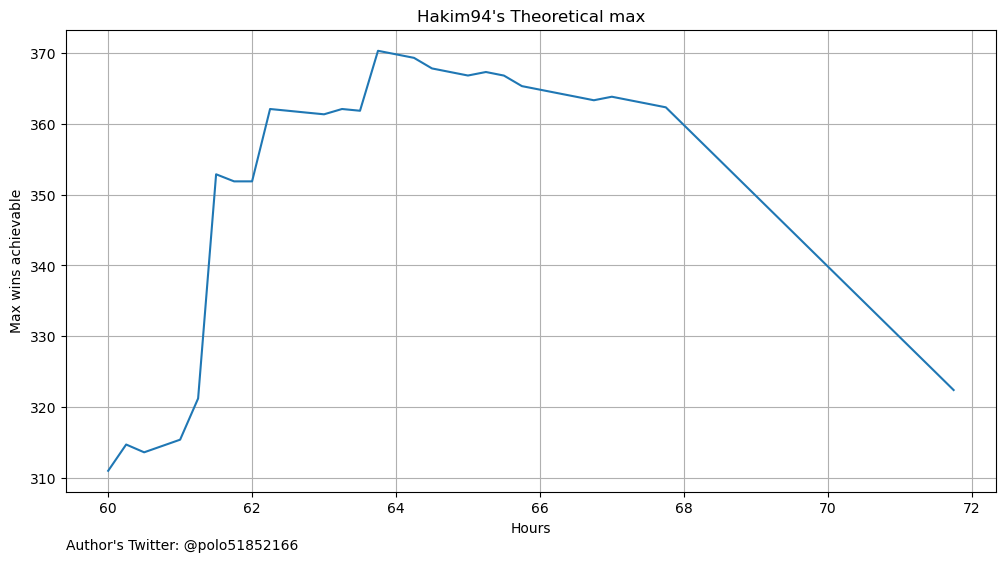 Hakim94's Theoretical max
Max wins achievable
370
360
350
340
330
320
310
60 62 64 66 68 70 72
Hours
Author's Twitter: @polo51852166